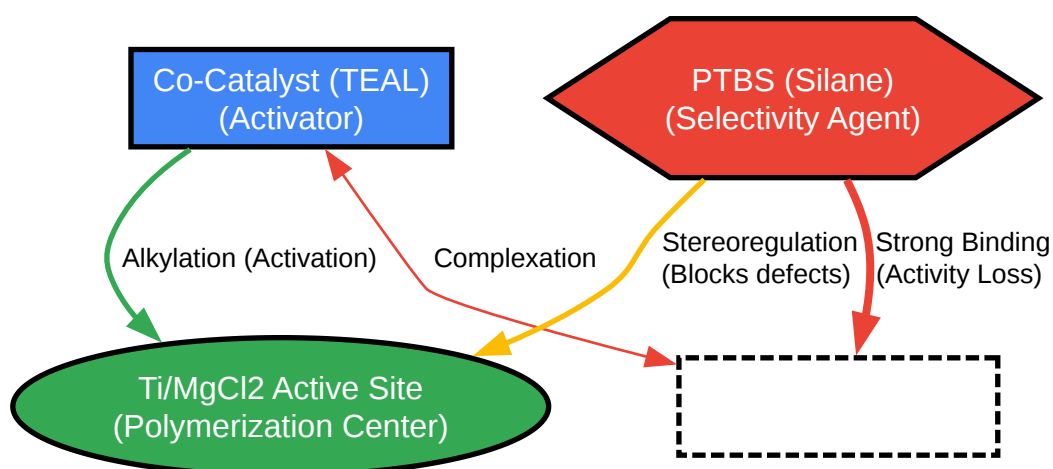 Co-Catalyst (TEAL)
(Activator)
PTBS (Silane)
(Selectivity Agent)
Alkylation (Activation)
Complexation
Stereoregulation
(Blocks defects)
Strong Binding
(Activity Loss)
Ti/MgCl2 Active Site
(Polymerization Center)